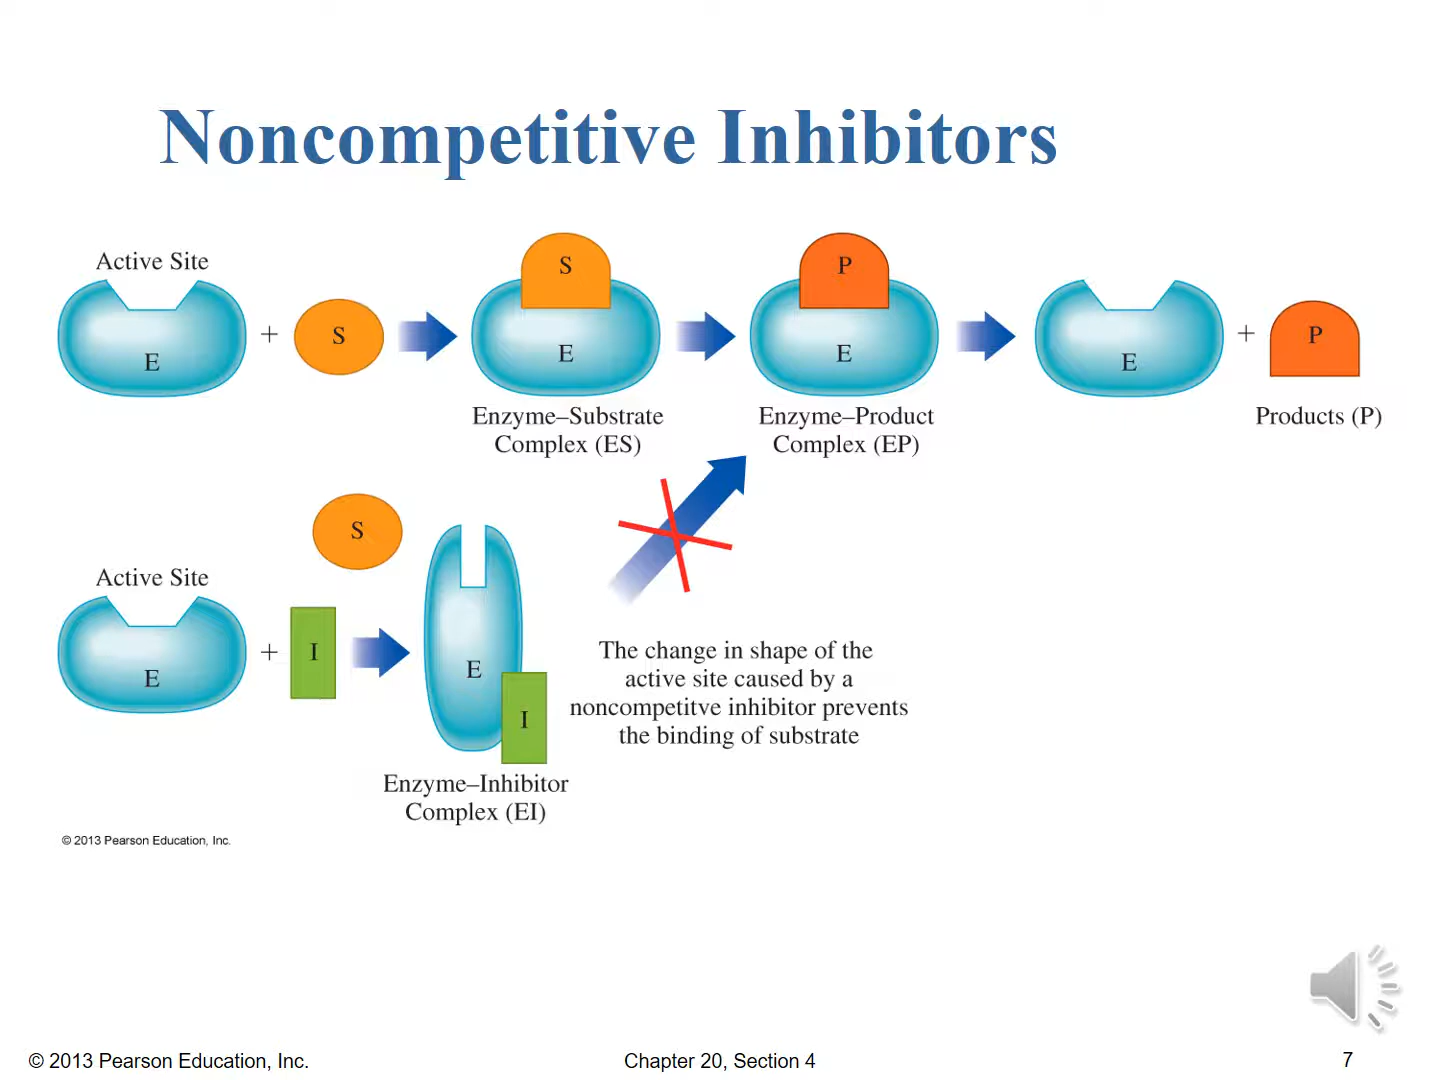 Noncompetitive Inhibitors
Active Site
E
+
S
S
E
Enzyme–Substrate
Complex (ES)
P
E
Enzyme–Product
Complex (EP)
E
+
P
Products (P)
S
Active Site
E
+
I
E
I
Enzyme–Inhibitor
Complex (EI)
The change in shape of the
active site caused by a
noncompetitve inhibitor prevents
the binding of substrate
© 2013 Pearson Education, Inc.
© 2013 Pearson Education, Inc.
Chapter 20, Section 4
7